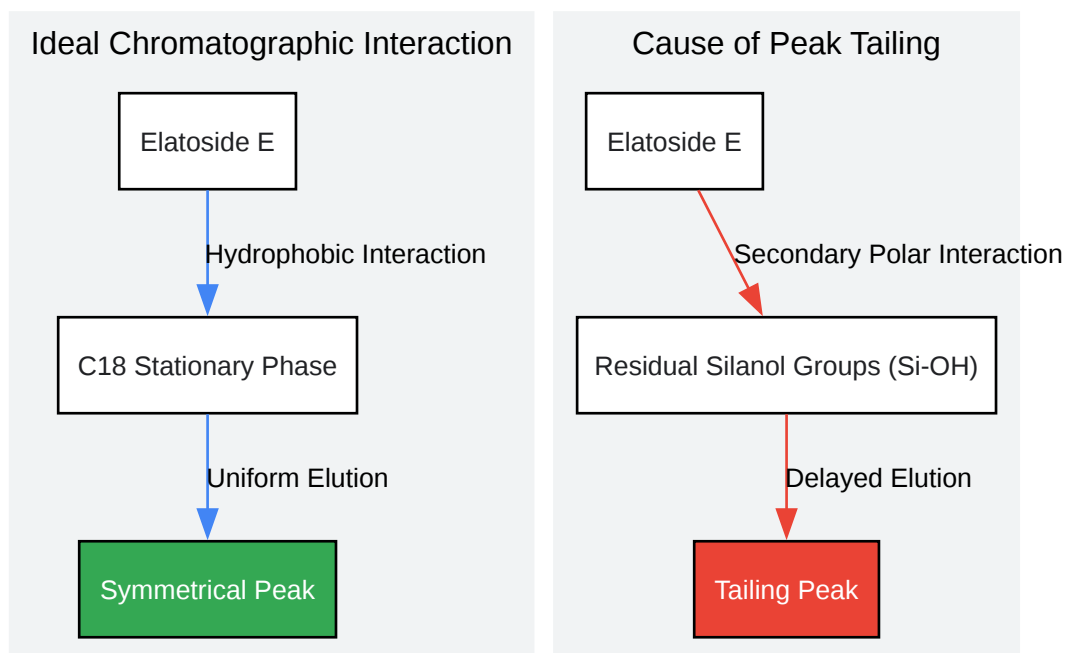 Ideal Chromatographic Interaction
Elatoside E
Hydrophobic Interaction
C18 Stationary Phase
Uniform Elution
Symmetrical Peak
Cause of Peak Tailing
Elatoside E
Secondary Polar Interaction
Residual Silanol Groups (Si-OH)
Delayed Elution
Tailing Peak